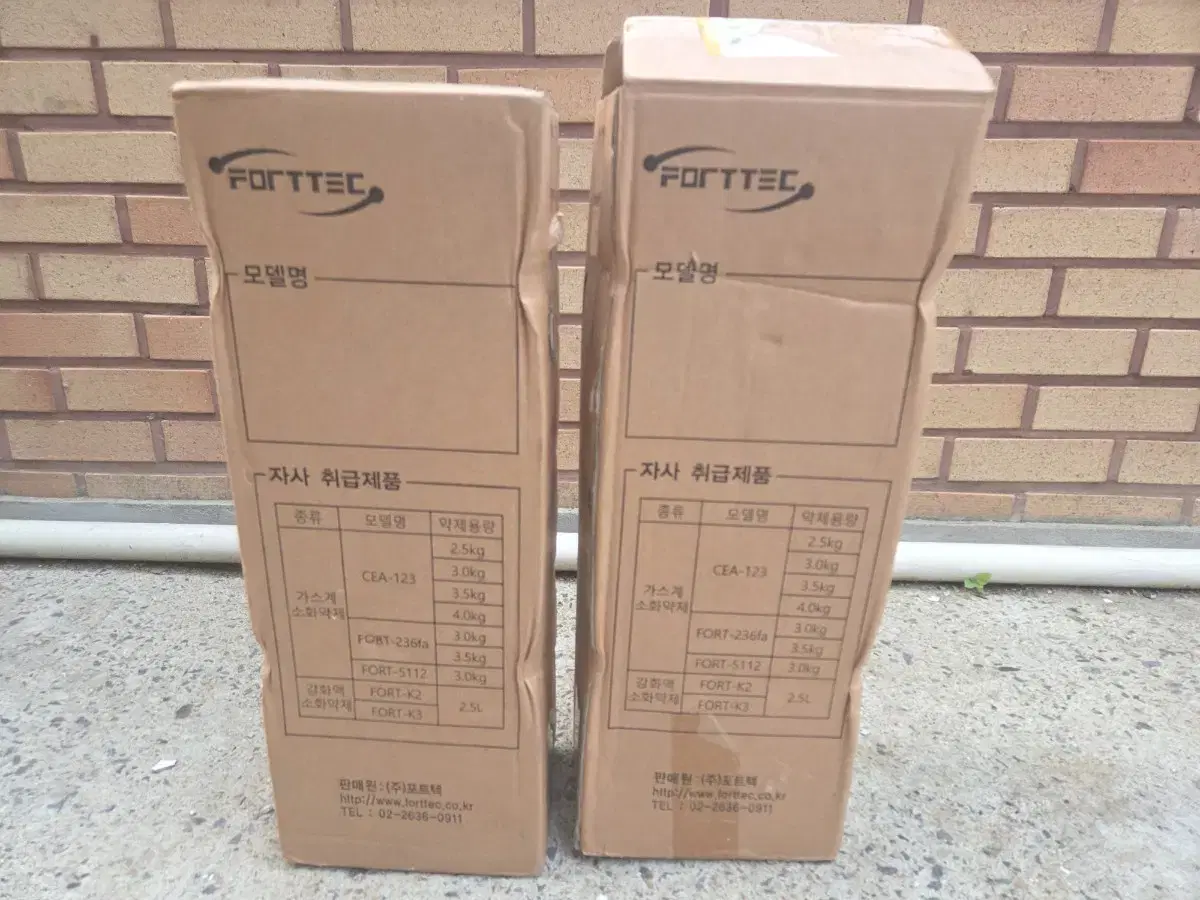 FORTTEC
모델명
자사 취급제품
종류 모델명 약제용량
가스계 소화약제 CEA-123 2.5kg
3.0kg
3.5kg
4.0kg
FORT-236fa 3.0kg
3.5kg
FORT-5112 3.0kg
강화액 소화약제 FORT-K2 2.5L
FORT-K3
판매원 : (주)포트텍
http://www.forttec.co.kr
TEL : 02-2636-0911
FORTTEC
모델명
자사 취급제품
종류 모델명 약제용량
가스계 소화약제 CEA-123 2.5kg
3.0kg
3.5kg
4.0kg
FORT-236fa 3.0kg
3.5kg
FORT-5112 3.0kg
강화액 소화약제 FORT-K2 2.5L
FORT-K3
판매원 : (주)포트텍
http://www.forttec.co.kr
TEL : 02-2636-0911